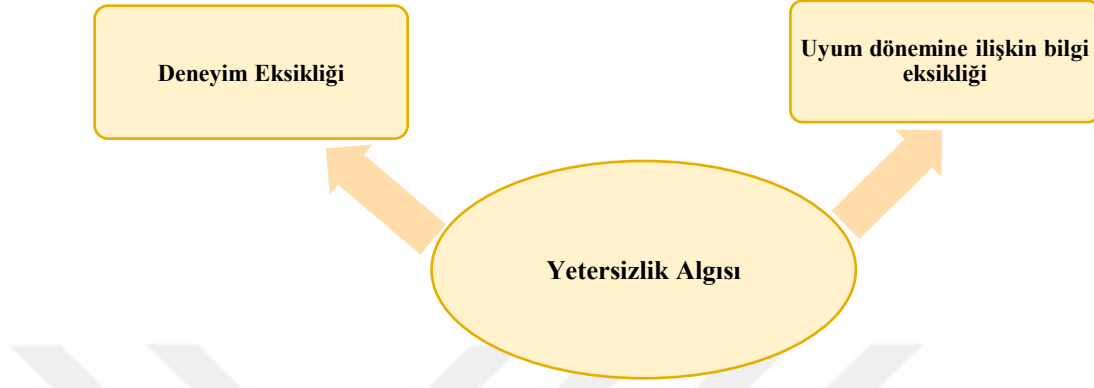 Deneyim Eksikliği
Uyum dönemine ilişkin bilgi
eksikliği
Yetersizlik Algısı